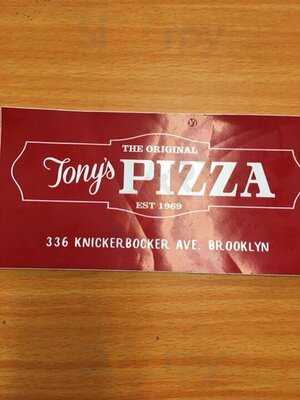 THE ORIGINAL
Tony's PIZZA
EST 1969
336 KNICKERBOCKER AVE. BROOKLYN